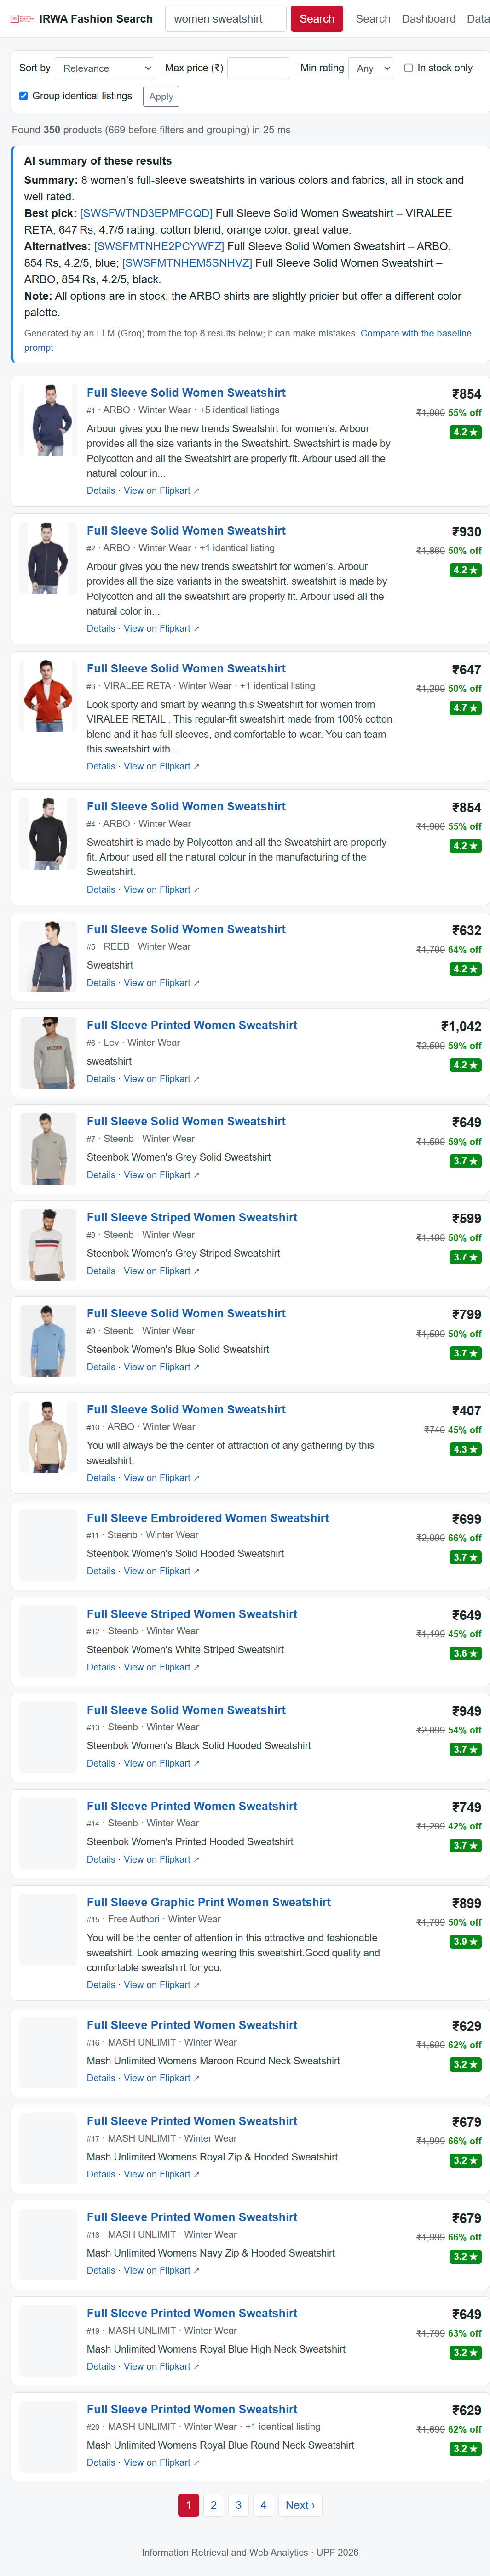 IRWA Fashion Search women sweatshirt Search Search Dashboard Data
Sort by Relevance Max price (₹) Min rating Any In stock only
Group identical listings Apply
Found 350 products (669 before filters and grouping) in 25 ms
AI summary of these results
Summary: 8 women's full-sleeve sweatshirts in various colors and fabrics, all in stock and
well rated.
Best pick: [SWSFWTND3EPMFCQD] Full Sleeve Solid Women Sweatshirt – VIRALEE
RETA, 647 Rs, 4.7/5 rating, cotton blend, orange color, great value.
Alternatives: [SWSFMTNHE2PCYWFZ] Full Sleeve Solid Women Sweatshirt – ARBO,
854 Rs, 4.2/5, blue; [SWSFMTNHEM5SNHVZ] Full Sleeve Solid Women Sweatshirt –
ARBO, 854 Rs, 4.2/5, black.
Note: All options are in stock; the ARBO shirts are slightly pricier but offer a different color
palette.
Generated by an LLM (Groq) from the top 8 results below; it can make mistakes. Compare with the baseline
prompt
Full Sleeve Solid Women Sweatshirt ₹854
#1 · ARBO · Winter Wear · +5 identical listings ₹1,900 55% off
Arbour gives you the new trends Sweatshirt for women's. Arbour 4.2 ★
provides all the size variants in the Sweatshirt. Sweatshirt is made by
Polycotton and all the Sweatshirt are properly fit. Arbour used all the
natural colour in...
Details · View on Flipkart ↗
Full Sleeve Solid Women Sweatshirt ₹930
#2 · ARBO · Winter Wear · +1 identical listing ₹1,860 50% off
Arbour gives you the new trends sweatshirt for women's. Arbour 4.2 ★
provides all the size variants in the sweatshirt. sweatshirt is made by
Polycotton and all the sweatshirt are properly fit. Arbour used all the
natural color in...
Details · View on Flipkart ↗
Full Sleeve Solid Women Sweatshirt ₹647
#3 · VIRALEE RETA · Winter Wear · +1 identical listing ₹1,299 50% off
Look sporty and smart by wearing this Sweatshirt for Women from 4.7 ★
VIRALEE RETAIL . This regular-fit sweatshirt made from 100% cotton
blend and it has full sleeves, and comfortable to wear. You can team
this sweatshirt with...
Details · View on Flipkart ↗
Full Sleeve Solid Women Sweatshirt ₹854
#4 · ARBO · Winter Wear ₹1,900 55% off
Sweatshirt is made by Polycotton and all the Sweatshirt are properly 4.2 ★
fit. Arbour used all the natural colour in the manufacturing of the
Sweatshirt.
Details · View on Flipkart ↗
Full Sleeve Solid Women Sweatshirt ₹632
#5 · REEB · Winter Wear ₹1,799 64% off
Sweatshirt 4.2 ★
Details · View on Flipkart ↗
Full Sleeve Printed Women Sweatshirt ₹1,042
#6 · Lev · Winter Wear ₹2,599 59% off
sweatshirt 4.2 ★
Details · View on Flipkart ↗
Full Sleeve Solid Women Sweatshirt ₹649
#7 · Steenb · Winter Wear ₹1,599 59% off
Steenbok Women's Grey Solid Sweatshirt 3.7 ★
Details · View on Flipkart ↗
Full Sleeve Striped Women Sweatshirt ₹599
#8 · Steenb · Winter Wear ₹1,199 50% off
Steenbok Women's Grey Striped Sweatshirt 3.7 ★
Details · View on Flipkart ↗
Full Sleeve Solid Women Sweatshirt ₹799
#9 · Steenb · Winter Wear ₹1,599 50% off
Steenbok Women's Blue Solid Sweatshirt 3.7 ★
Details · View on Flipkart ↗
Full Sleeve Solid Women Sweatshirt ₹407
#10 · ARBO · Winter Wear ₹740 45% off
You will always be the center of attraction of any gathering by this 4.3 ★
sweatshirt.
Details · View on Flipkart ↗
Full Sleeve Embroidered Women Sweatshirt ₹699
#11 · Steenb · Winter Wear ₹2,099 66% off
Steenbok Women's Solid Hooded Sweatshirt 3.7 ★
Details · View on Flipkart ↗
Full Sleeve Striped Women Sweatshirt ₹649
#12 · Steenb · Winter Wear ₹1,199 45% off
Steenbok Women's White Striped Sweatshirt 3.6 ★
Details · View on Flipkart ↗
Full Sleeve Solid Women Sweatshirt ₹949
#13 · Steenb · Winter Wear ₹2,099 54% off
Steenbok Women's Black Solid Hooded Sweatshirt 3.7 ★
Details · View on Flipkart ↗
Full Sleeve Printed Women Sweatshirt ₹749
#14 · Steenb · Winter Wear ₹1,299 42% off
Steenbok Women's Printed Hooded Sweatshirt 3.7 ★
Details · View on Flipkart ↗
Full Sleeve Graphic Print Women Sweatshirt ₹899
#15 · Free Authori · Winter Wear ₹1,799 50% off
You will be the center of attention in this attractive and fashionable 3.9 ★
sweatshirt. Look amazing wearing this sweatshirt.Good quality and
comfortable sweatshirt for you.
Details · View on Flipkart ↗
Full Sleeve Printed Women Sweatshirt ₹629
#16 · MASH UNLIMIT · Winter Wear ₹1,699 62% off
Mash Unlimited Womens Maroon Round Neck Sweatshirt 3.2 ★
Details · View on Flipkart ↗
Full Sleeve Printed Women Sweatshirt ₹679
#17 · MASH UNLIMIT · Winter Wear ₹1,999 66% off
Mash Unlimited Womens Royal Zip & Hooded Sweatshirt 3.2 ★
Details · View on Flipkart ↗
Full Sleeve Printed Women Sweatshirt ₹679
#18 · MASH UNLIMIT · Winter Wear ₹1,999 66% off
Mash Unlimited Womens Navy Zip & Hooded Sweatshirt 3.2 ★
Details · View on Flipkart ↗
Full Sleeve Printed Women Sweatshirt ₹649
#19 · MASH UNLIMIT · Winter Wear ₹1,799 63% off
Mash Unlimited Womens Royal Blue High Neck Sweatshirt 3.2 ★
Details · View on Flipkart ↗
Full Sleeve Printed Women Sweatshirt ₹629
#20 · MASH UNLIMIT · Winter Wear · +1 identical listing ₹1,699 62% off
Mash Unlimited Womens Royal Blue Round Neck Sweatshirt 3.2 ★
Details · View on Flipkart ↗
1 2 3 4 Next ›
Information Retrieval and Web Analytics · UPF 2026